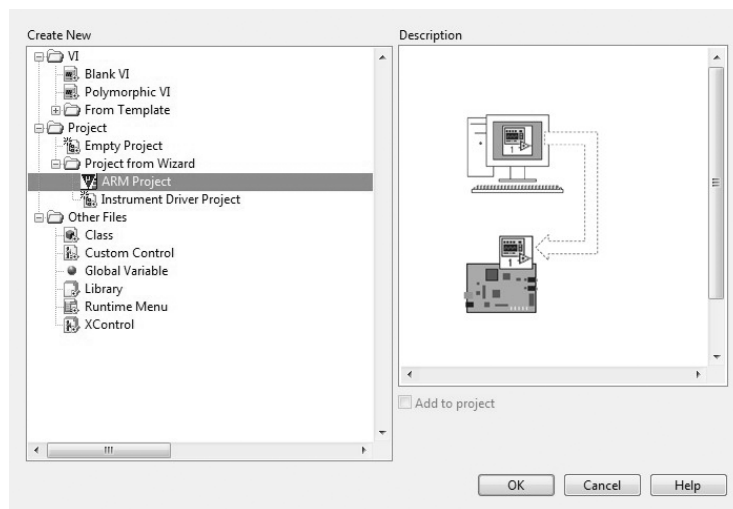 Create New
VI
Blank VI
Polymorphic VI
From Template
Project
Empty Project
Project from Wizard
ARM Project
Instrument Driver Project
Other Files
Class
Custom Control
Global Variable
Library
Runtime Menu
XControl
Description
1
1
Add to project
OK Cancel Help